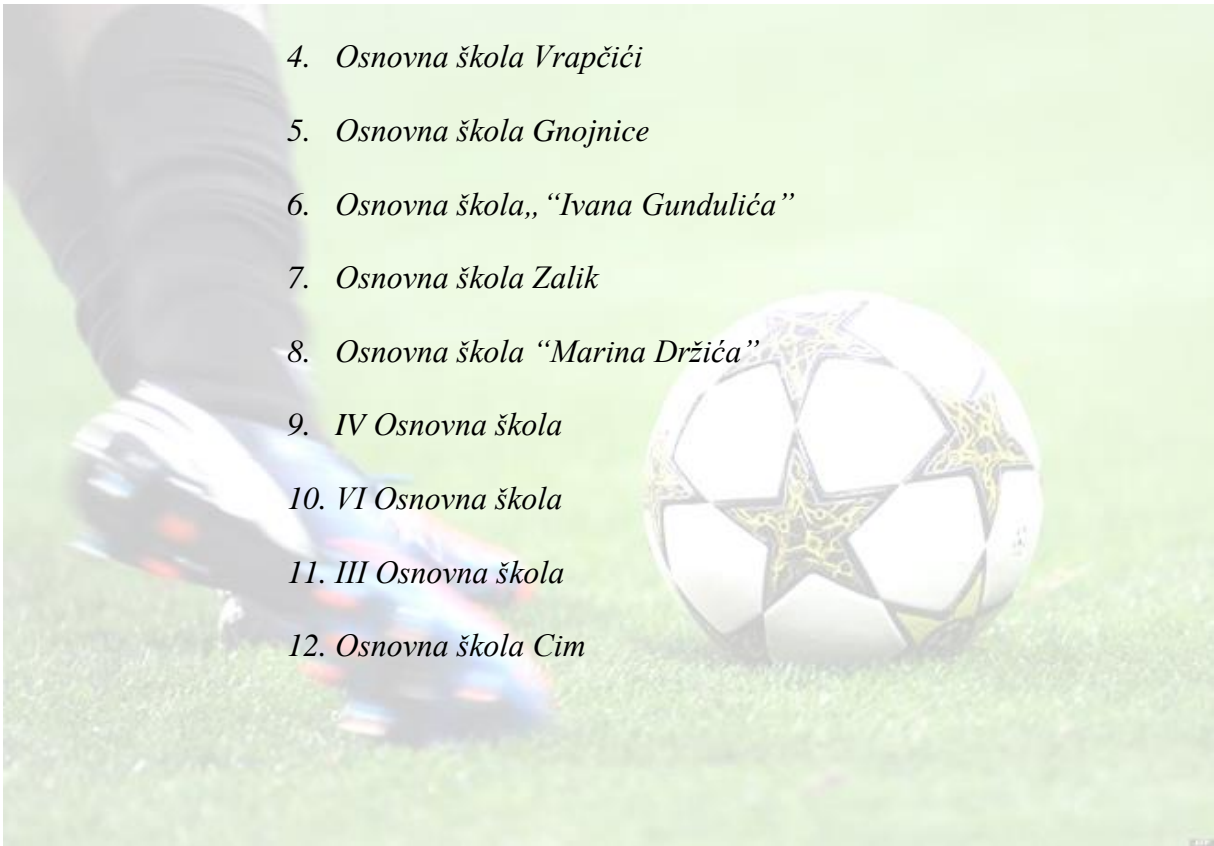 4. Osnovna škola Vrapčići
5. Osnovna škola Gnojnice
6. Osnovna škola,, “Ivana Gundulića”
7. Osnovna škola Zalik
8. Osnovna škola “Marina Držića”
9. IV Osnovna škola
10. VI Osnovna škola
11. III Osnovna škola
12. Osnovna škola Cim